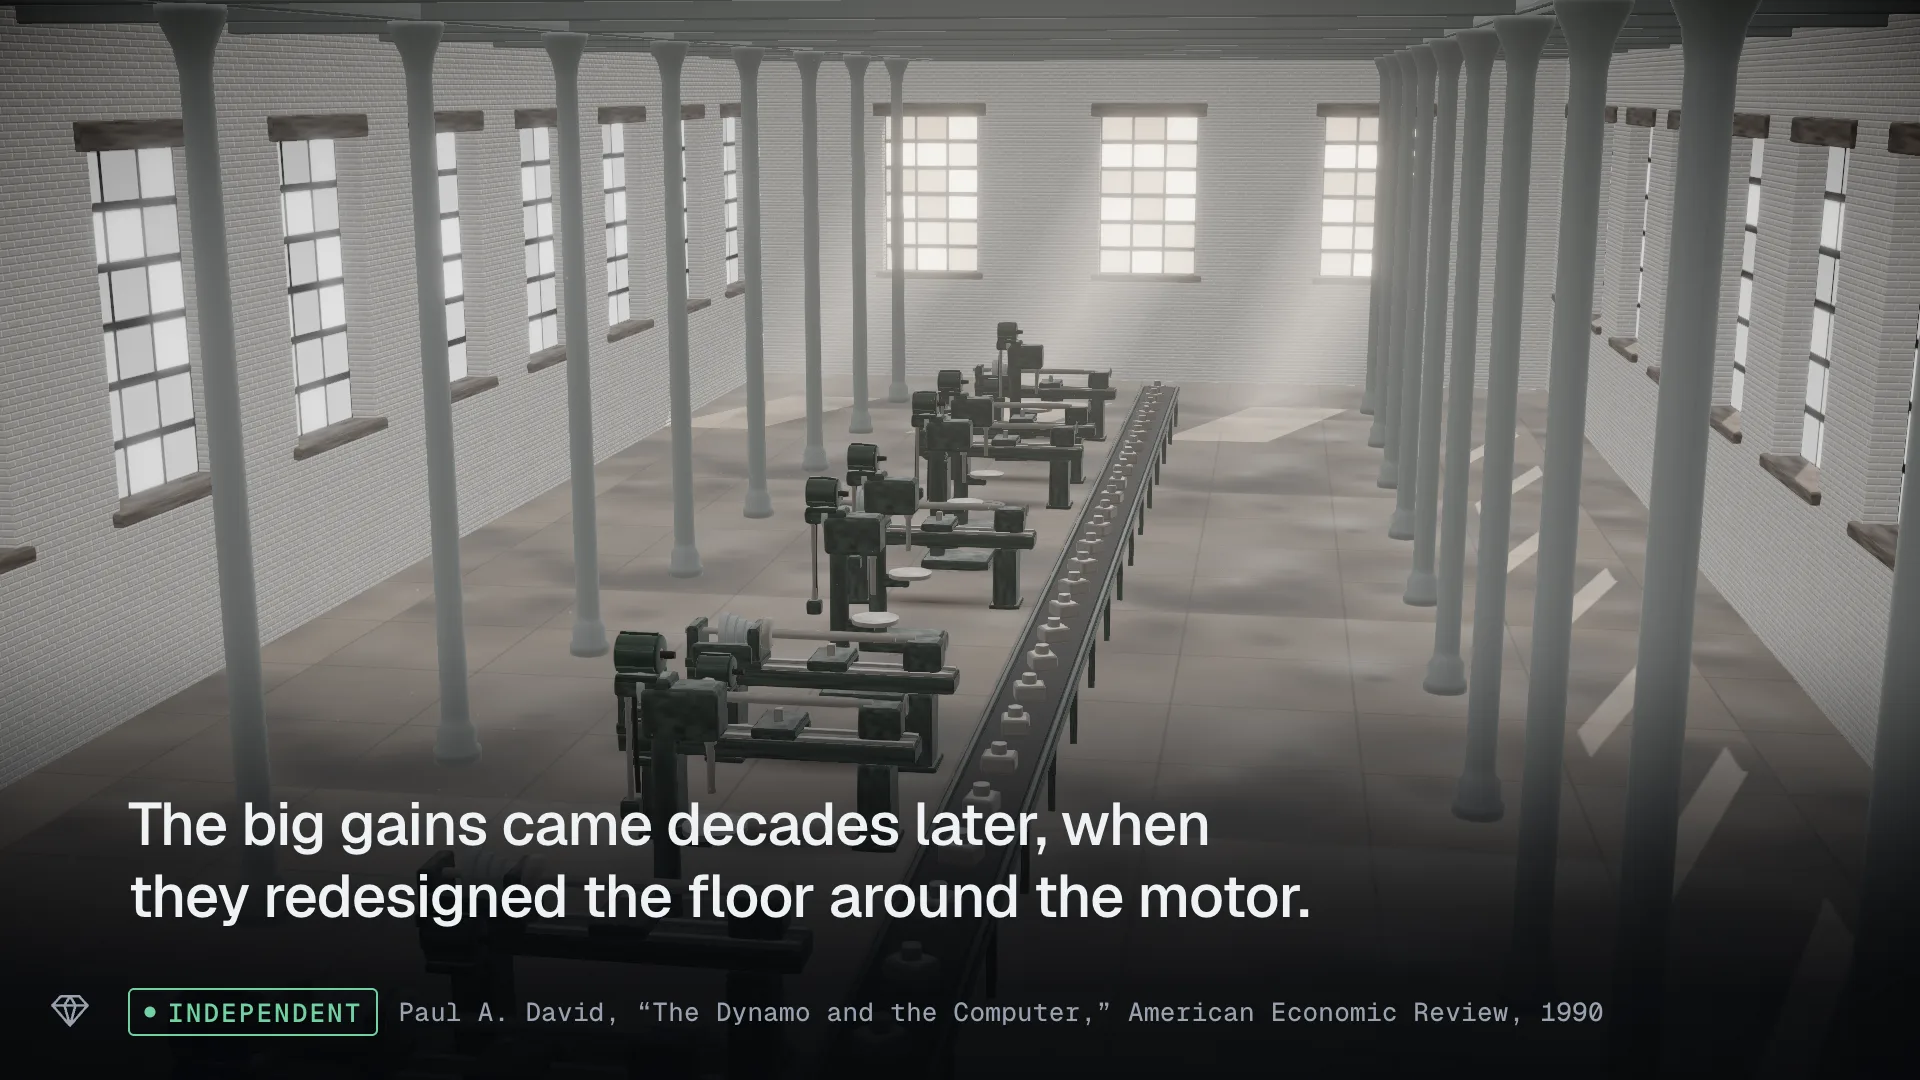 The big gains came decades later, when
they redesigned the floor around the motor.
INDEPENDENT Paul A. David, “The Dynamo and the Computer,” American Economic Review, 1990